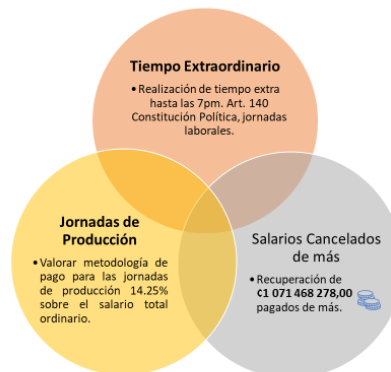 Tiempo Extraordinario
•Realización de tiempo extra
hasta las 7pm. Art. 140
Constitución Política, jornadas
laborales.
Jornadas de
Producción
•Valorar metodología de
pago para las jornadas
de producción 14.25%
sobre el salario total
ordinario.
Salarios Cancelados
de más
• Recuperación de
¢1 071 468 278,00
pagados de más.